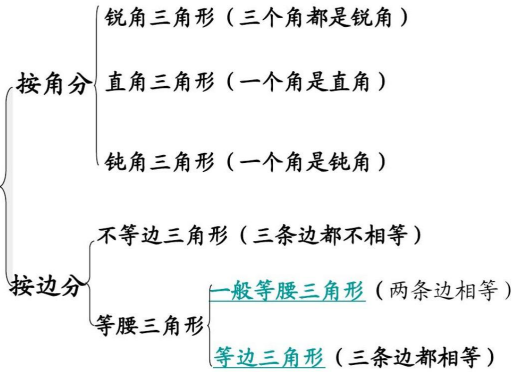 按角分
锐角三角形（三个角都是锐角）
直角三角形（一个角是直角）
钝角三角形（一个角是钝角）
按边分
不等边三角形（三条边都不相等）
等腰三角形
一般等腰三角形（两条边相等）
等边三角形（三条边都相等）